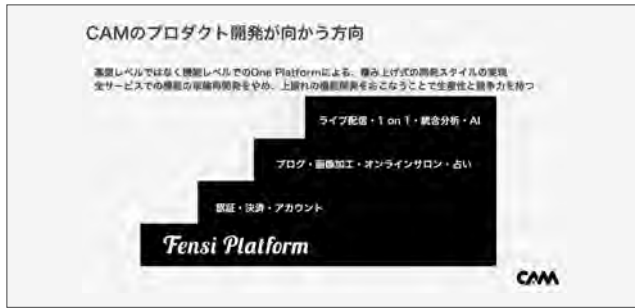 CAMのプロダクト開発が向かう方向
基盤レベルではなく機能レベルでのOne Platformによる、積み上げ式の開発スタイルの実現
全サービスでの機能の車輪再開発をやめ、上振れの機能開発をおこなうことで生産性と競争力を持つ
ライブ配信・1 on 1・統合分析・AI
ブログ・画像加工・オンラインサロン・占い
認証・決済・アカウント
Fensi Platform
CAM